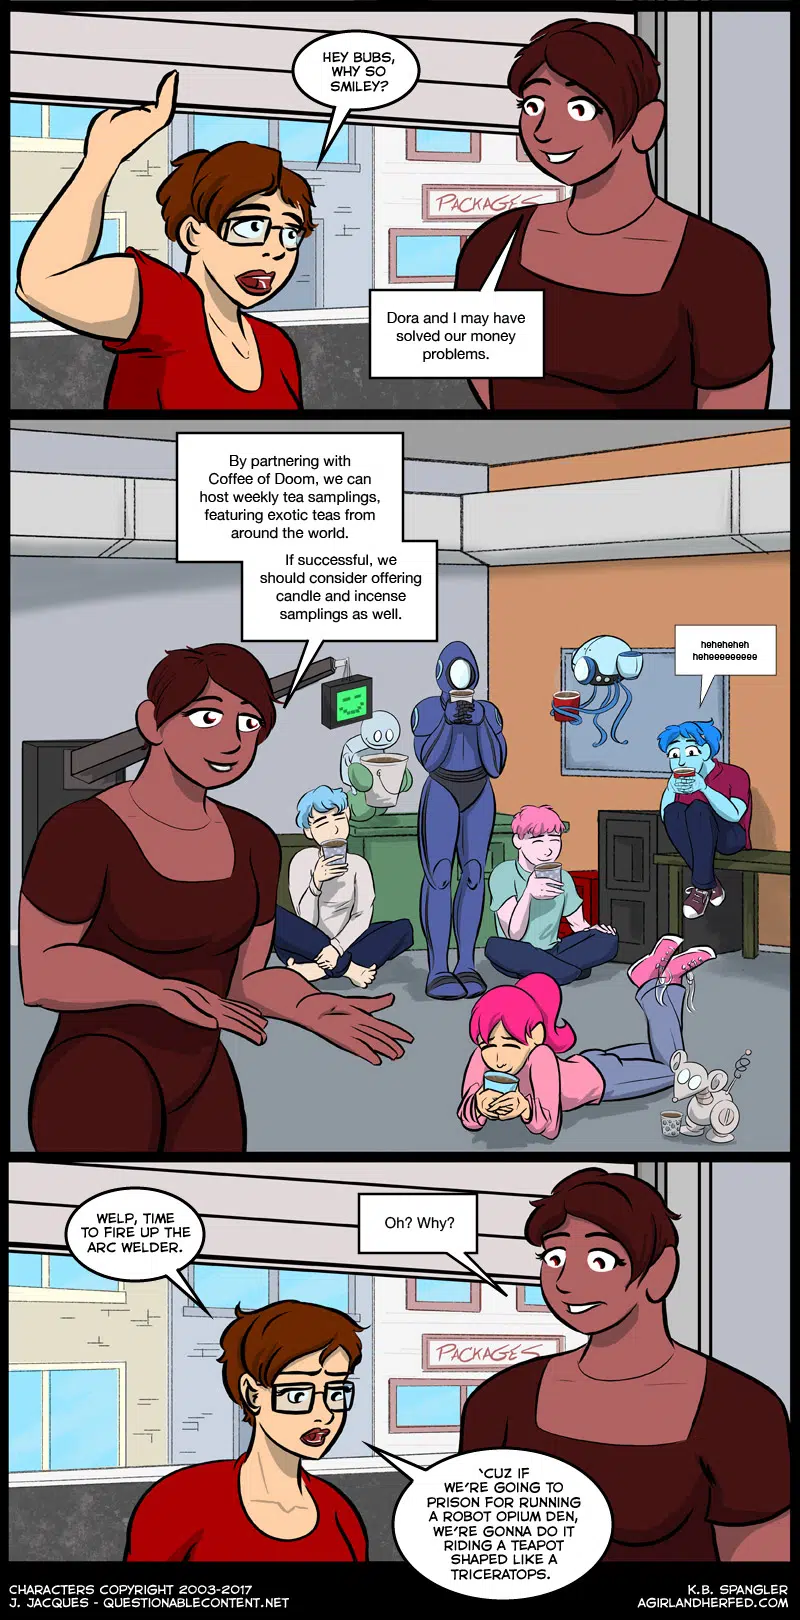 HEY BUBS,
WHY SO
SMILEY?
PACKAGES
Dora and I may have
solved our money
problems.
By partnering with
Coffee of Doom, we can
host weekly tea samplings,
featuring exotic teas from
around the world.
If successful, we
should consider offering
candle and incense
samplings as well.
heheheheh
heheeeeeeeee
WELP, TIME
TO FIRE UP THE
ARC WELDER.
Oh? Why?
PACKAGES
'CUZ IF
WE'RE GOING TO
PRISON FOR RUNNING
A ROBOT OPIUM DEN,
WE'RE GONNA DO IT
RIDING A TEAPOT
SHAPED LIKE A
TRICERATOPS.
CHARACTERS COPYRIGHT 2003-2017
J. JACQUES - QUESTIONABLECONTENT.NET
K.B. SPANGLER
AGIRLANDHERFED.COM